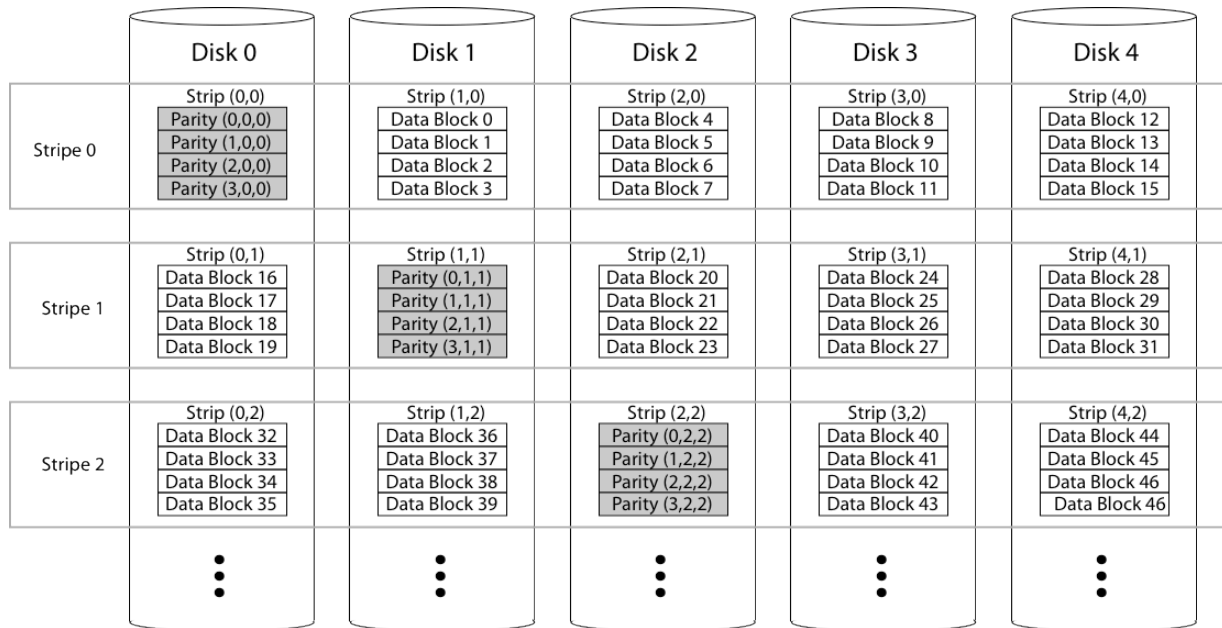 Disk 0 Disk 1 Disk 2 Disk 3 Disk 4
Strip (0,0) Strip (1,0) Strip (2,0) Strip (3,0) Strip (4,0)
Parity (0,0,0) Data Block 0 Data Block 4 Data Block 8 Data Block 12
Parity (1,0,0) Data Block 1 Data Block 5 Data Block 9 Data Block 13
Stripe 0
Parity (2,0,0) Data Block 2 Data Block 6 Data Block 10 Data Block 14
Parity (3,0,0) Data Block 3 Data Block 7 Data Block 11 Data Block 15
Strip (0,1) Strip (1,1) Strip (2,1) Strip (3,1) Strip (4,1)
Data Block 16 Parity (0,1,1) Data Block 20 Data Block 24 Data Block 28
Data Block 17 Parity (1,1,1) Data Block 21 Data Block 25 Data Block 29
Stripe 1
Data Block 18 Parity (2,1,1) Data Block 22 Data Block 26 Data Block 30
Data Block 19 Parity (3,1,1) Data Block 23 Data Block 27 Data Block 31
Strip (0,2) Strip (1,2) Strip (2,2) Strip (3,2) Strip (4,2)
Data Block 32 Data Block 36 Parity (0,2,2) Data Block 40 Data Block 44
Data Block 33 Data Block 37 Parity (1,2,2) Data Block 41 Data Block 45
Stripe 2
Data Block 34 Data Block 38 Parity (2,2,2) Data Block 42 Data Block 46
Data Block 35 Data Block 39 Parity (3,2,2) Data Block 43 Data Block 46